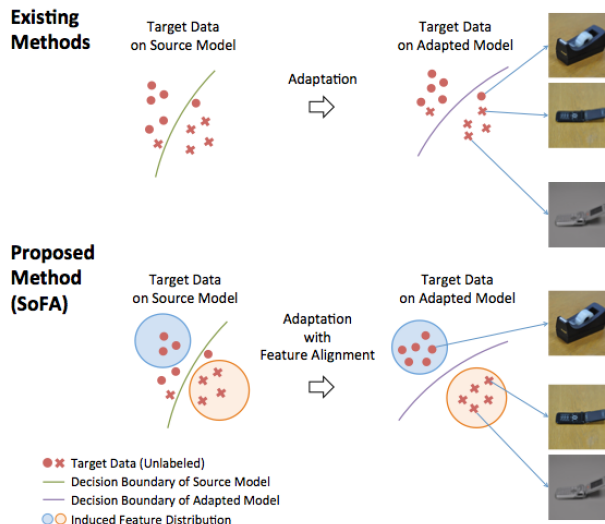 Existing
Methods
Target Data
on Source Model
Adaptation
Target Data
on Adapted Model
Proposed
Method
(SoFA)
Target Data
on Source Model
Adaptation
with
Feature Alignment
Target Data
on Adapted Model
Target Data (Unlabeled)
Decision Boundary of Source Model
Decision Boundary of Adapted Model
Induced Feature Distribution